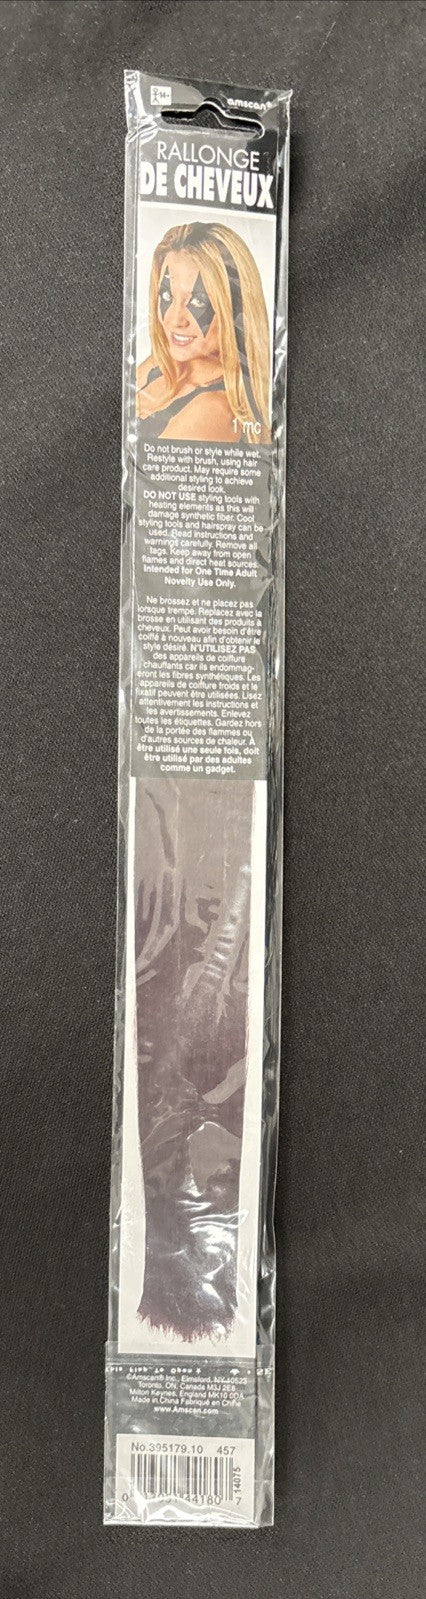 14+
amscan®
RALLONGE
DE CHEVEUX
1 mc
Do not brush or style while wet.
Restyle with brush, using hair
care product. May require some
additional styling to achieve
desired look.
DO NOT USE styling tools with
heating elements as this will
damage synthetic fiber. Cool
styling tools and hairspray can be
used. Read instructions and
warnings carefully. Remove all
tags. Keep away from open
flames and direct heat sources.
Intended for One Time Adult
Novelty Use Only.
Ne brossez et ne placez pas
lorsque trempe. Replacez avec la
brosse en utilisant des produits à
cheveux. Peut avoir besoin d'être
coiffé à nouveau afin d'obtenir le
style désiré. N'UTILISEZ PAS
des appareils de coiffure
chauffants car ils endommag-
eront les fibres synthétiques. Les
appareils de coiffure froids et le
fixatif peuvent être utilisées. Lisez
attentivement les instructions et
les avertissements. Enlevez
toutes les étiquettes. Gardez hors
de la portée des flammes ou
d'autres sources de chaleur. À
être utilisé une seule fois, doit
être utilisé par des adultes
comme un gadget.
Flap To Open
©Amscan® Inc., Elmsford, NY 10523
Toronto, ON, Canada M3J 2E8
Milton Keynes, England MK10 0DA
Made in China Fabriqué en Chine
www.Amscan.com
No.395179.10 457
14075
44180 7